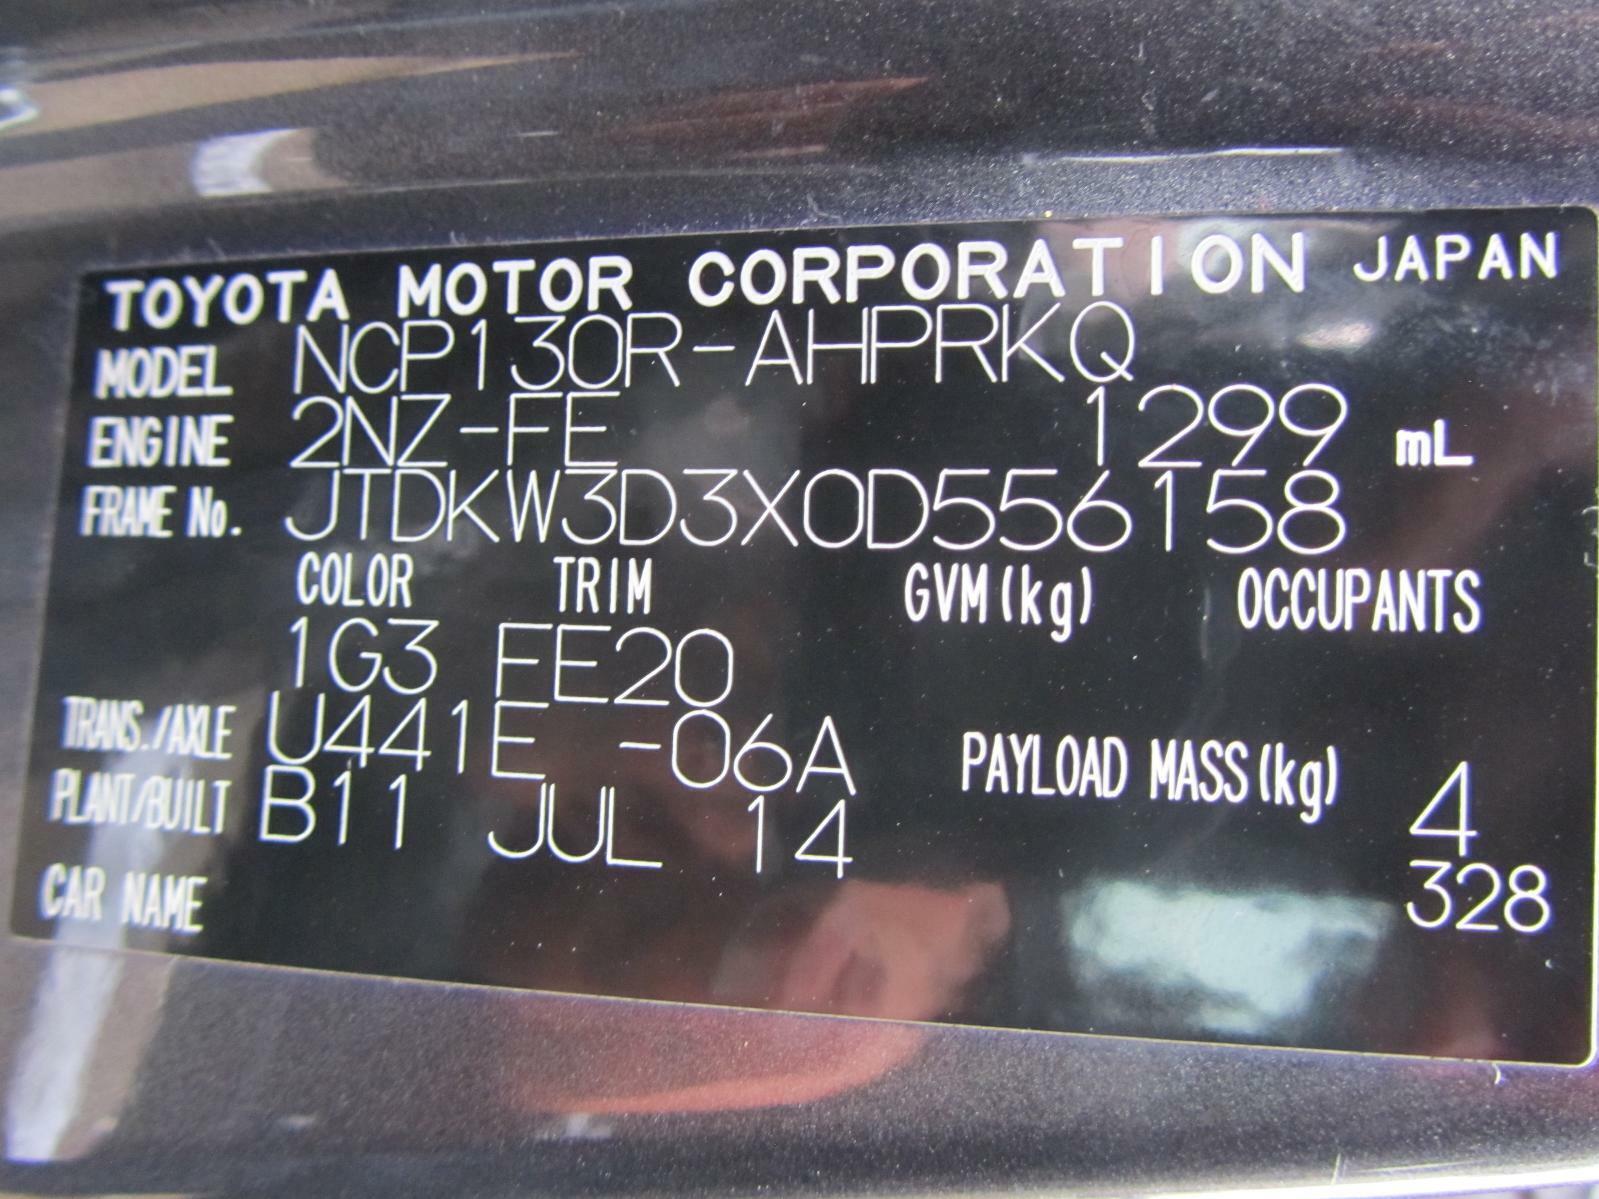 TOYOTA MOTOR CORPORATION JAPAN
MODEL NCP130R-AHPRKQ
ENGINE 2NZ-FE 1299 mL
FRAME No. JTDKW3D3X0D556158
COLOR TRIM GVM(kg) OCCUPANTS
1G3 FE20
TRANS./AXLE U441E -06A PAYLOAD MASS(kg) 4
PLANT/BUILT B11 JUL 14
328
CAR NAME